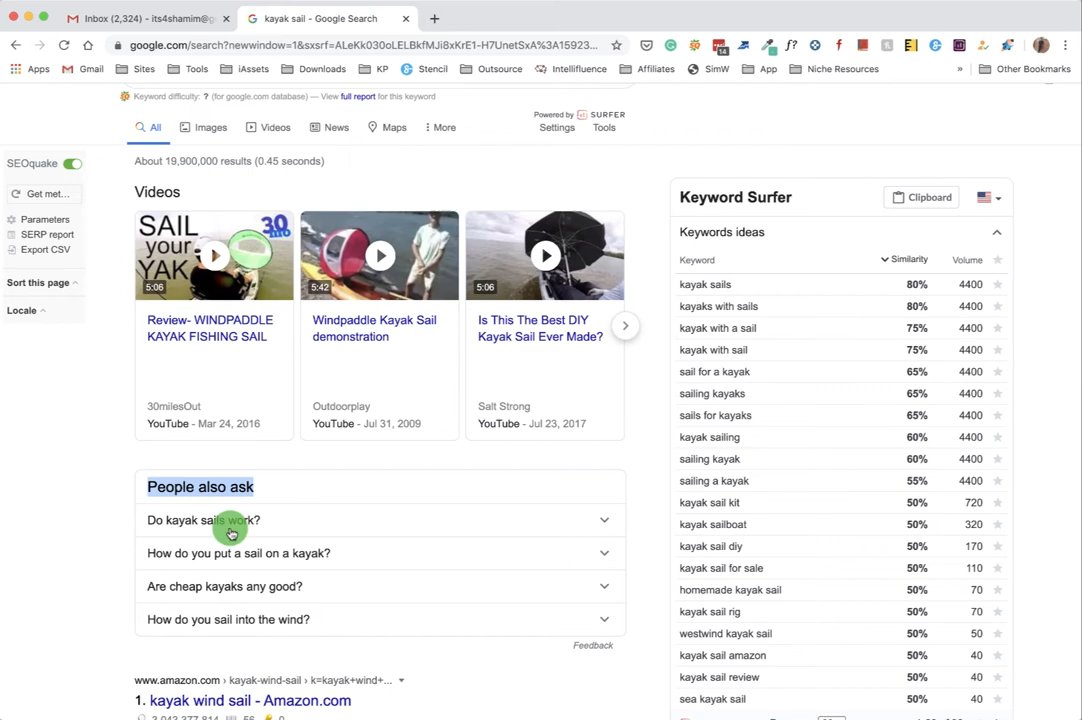 Inbox (2,324) - its4shamim@g
kayak sail - Google Search
google.com/search?newwindow=1&sxsrf=ALeKk030oLELBkfMJi8xKrE1-H7UnetSxA%3A15923...
14
Apps
Gmail
Sites
Tools
iAssets
Downloads
KP
Stencil
Outsource
Intellifluence
Affiliates
SimW
App
Niche Resources
»
Other Bookmarks
Keyword difficulty: ? (for google.com database) — View full report for this keyword
Powered by SURFER
All
Images
Videos
News
Maps
More
Settings
Tools
SEOquake
Get met...
Parameters
SERP report
Export CSV
Sort this page
Locale
About 19,900,000 results (0.45 seconds)
Videos
SAIL
your
YAK
30
5:06
5:42
5:06
Review- WINDPADDLE
KAYAK FISHING SAIL
30milesOut
YouTube - Mar 24, 2016
Windpaddle Kayak Sail
demonstration
Outdoorplay
YouTube - Jul 31, 2009
Is This The Best DIY
Kayak Sail Ever Made?
Salt Strong
YouTube - Jul 23, 2017
People also ask
Do kayak sails work?
How do you put a sail on a kayak?
Are cheap kayaks any good?
How do you sail into the wind?
Feedback
www.amazon.com › kayak-wind-sail › k=kayak+wind+...
1. kayak wind sail - Amazon.com
Keyword Surfer
Clipboard
Keywords ideas
Keyword Similarity Volume
kayak sails 80% 4400
kayaks with sails 80% 4400
kayak with a sail 75% 4400
kayak with sail 75% 4400
sail for a kayak 65% 4400
sailing kayaks 65% 4400
sails for kayaks 65% 4400
kayak sailing 60% 4400
sailing kayak 60% 4400
sailing a kayak 55% 4400
kayak sail kit 50% 720
kayak sailboat 50% 320
kayak sail diy 50% 170
kayak sail for sale 50% 110
homemade kayak sail 50% 70
kayak sail rig 50% 70
westwind kayak sail 50% 50
kayak sail amazon 50% 40
kayak sail review 50% 40
sea kayak sail 50% 40